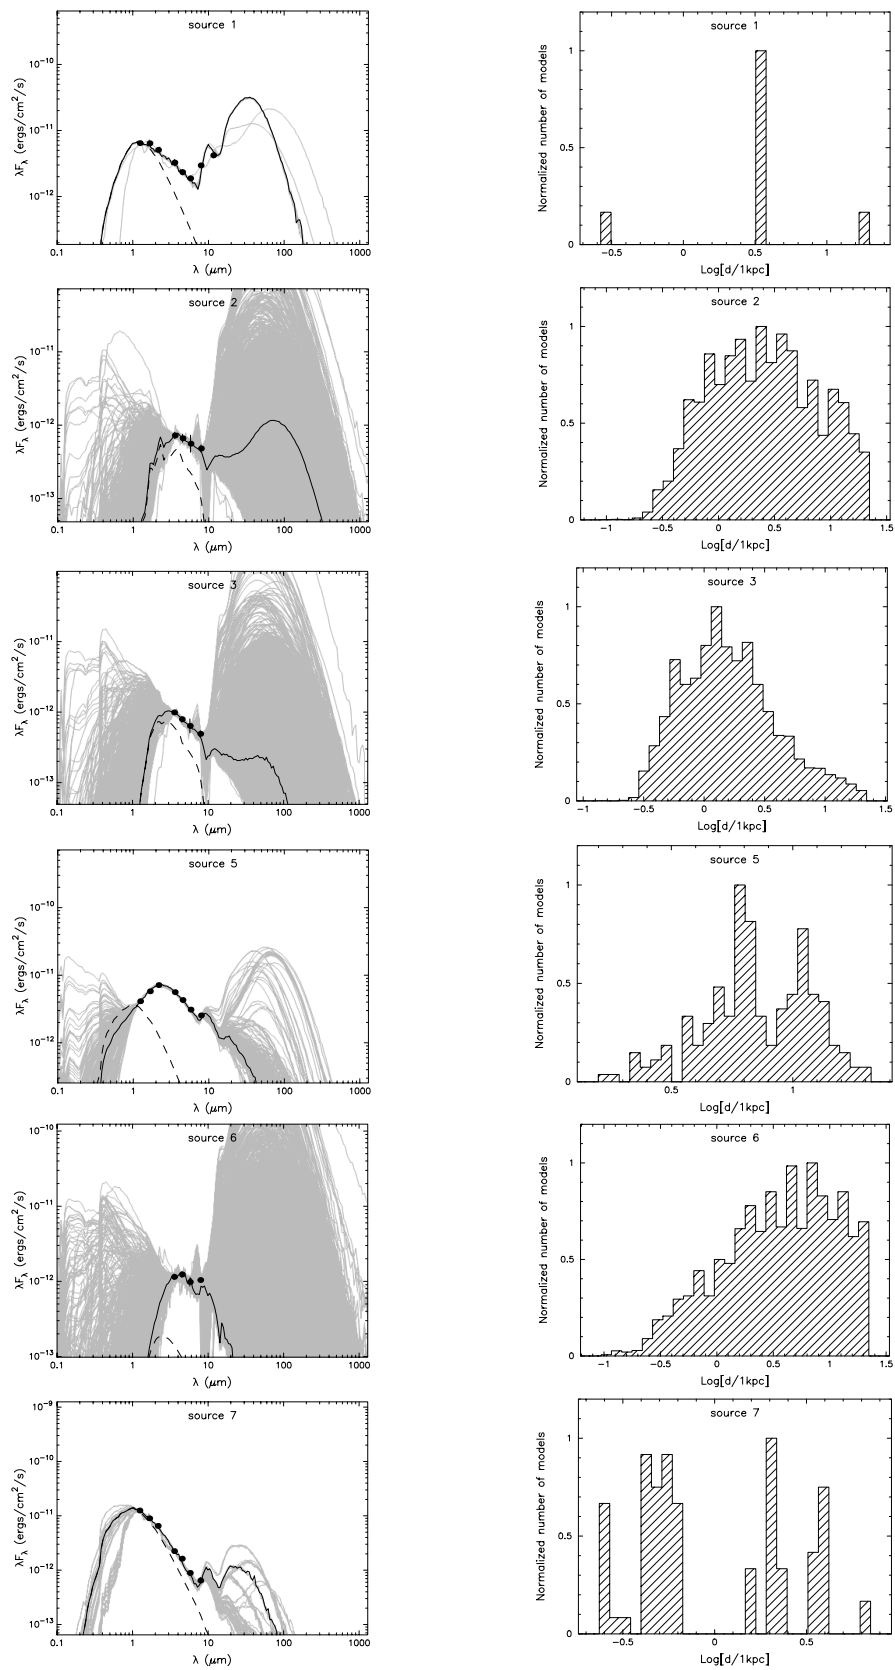 source 1
10⁻¹⁰
10⁻¹¹
10⁻¹²
λFλ (ergs/cm²/s)
0.1 1 10 100 1000
λ (μm)
source 1
1
0.5
0
Normalized number of models
−0.5 0 0.5 1
Log[d/1kpc]
source 2
10⁻¹¹
10⁻¹²
10⁻¹³
λFλ (ergs/cm²/s)
0.1 1 10 100 1000
λ (μm)
source 2
1
0.5
0
Normalized number of models
−1 −0.5 0 0.5 1 1.5
Log[d/1kpc]
source 3
10⁻¹¹
10⁻¹²
10⁻¹³
λFλ (ergs/cm²/s)
0.1 1 10 100 1000
λ (μm)
source 3
1
0.5
0
Normalized number of models
−1 −0.5 0 0.5 1 1.5
Log[d/1kpc]
source 5
10⁻¹⁰
10⁻¹¹
10⁻¹²
λFλ (ergs/cm²/s)
0.1 1 10 100 1000
λ (μm)
source 5
1
0.5
0
Normalized number of models
0.5 1
Log[d/1kpc]
source 6
10⁻¹⁰
10⁻¹¹
10⁻¹²
10⁻¹³
λFλ (ergs/cm²/s)
0.1 1 10 100 1000
λ (μm)
source 6
1
0.5
0
Normalized number of models
−1 −0.5 0 0.5 1 1.5
Log[d/1kpc]
source 7
10⁻⁹
10⁻¹⁰
10⁻¹¹
10⁻¹²
10⁻¹³
λFλ (ergs/cm²/s)
0.1 1 10 100 1000
λ (μm)
source 7
1
0.5
0
Normalized number of models
−0.5 0 0.5
Log[d/1kpc]